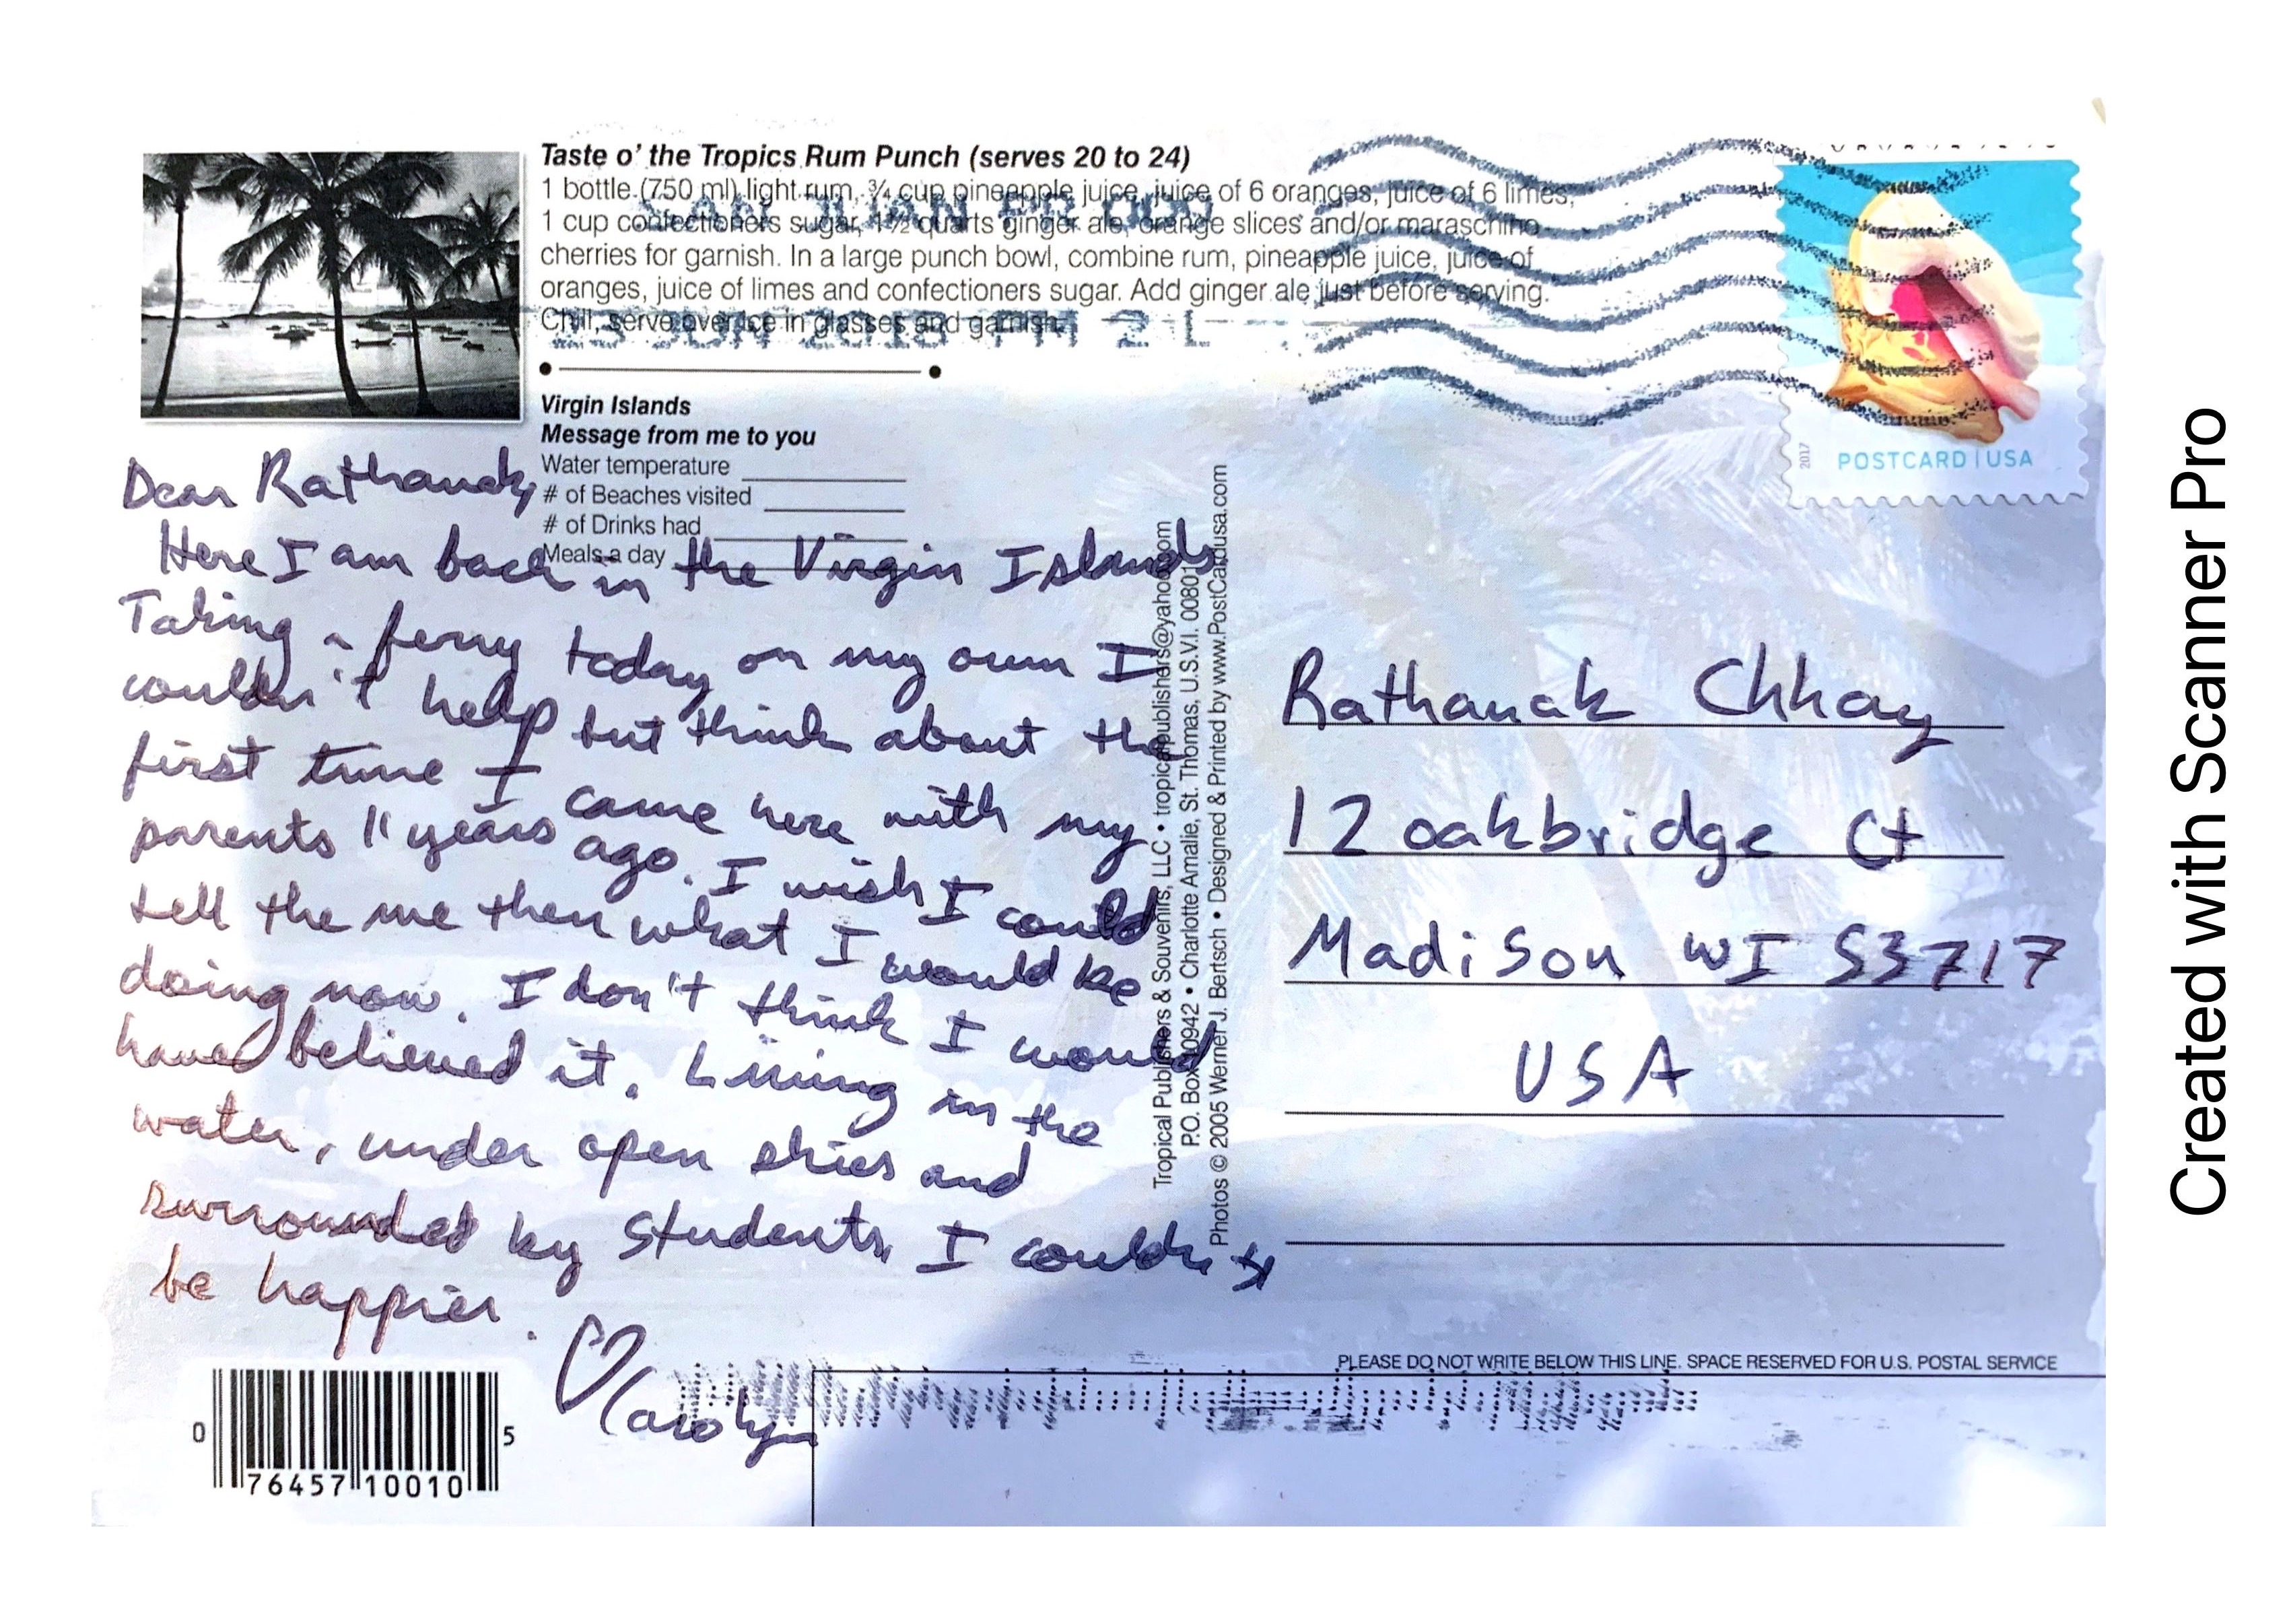 Taste o' the Tropics Rum Punch (serves 20 to 24)
1 bottle (750 ml) light rum, ¾ cup pineapple juice, juice of 6 oranges, juice of 6 limes,
1 cup confectioners sugar, 1½ quarts ginger ale, orange slices and/or maraschino
cherries for garnish. In a large punch bowl, combine rum, pineapple juice, juice of
oranges, juice of limes and confectioners sugar. Add ginger ale just before serving.
Chill, serve over ice in glasses and garnish.
SAN JUAN PR
JUN 2018 PM 2 L
Virgin Islands
Message from me to you
Water temperature
# of Beaches visited
# of Drinks had
Meals a day
Dear Rathanak,
Here I am back in the Virgin Islands
Taking a ferry today on my own I
couldn't help but think about the
first time I came here with my
parents 11 years ago. I wish I could
tell the me then what I would be
doing now. I don't think I would
have believed it. Living in the
water, under open skies and
surrounded by students, I couldn't
be happier.
♡ Carolyn
0 76457 10010 5
Tropical Publishers & Souvenirs, LLC • tropicalpublishers@yahoo.com
P.O. Box 10942 • Charlotte Amalie, St. Thomas, U.S.V.I. 00801
Photos © 2005 Werner J. Bertsch • Designed & Printed by www.PostCardusa.com
2017
POSTCARD | USA
Rathanak Chhay
12 oakbridge Ct
Madison WI 53717
USA
PLEASE DO NOT WRITE BELOW THIS LINE. SPACE RESERVED FOR U.S. POSTAL SERVICE
Created with Scanner Pro